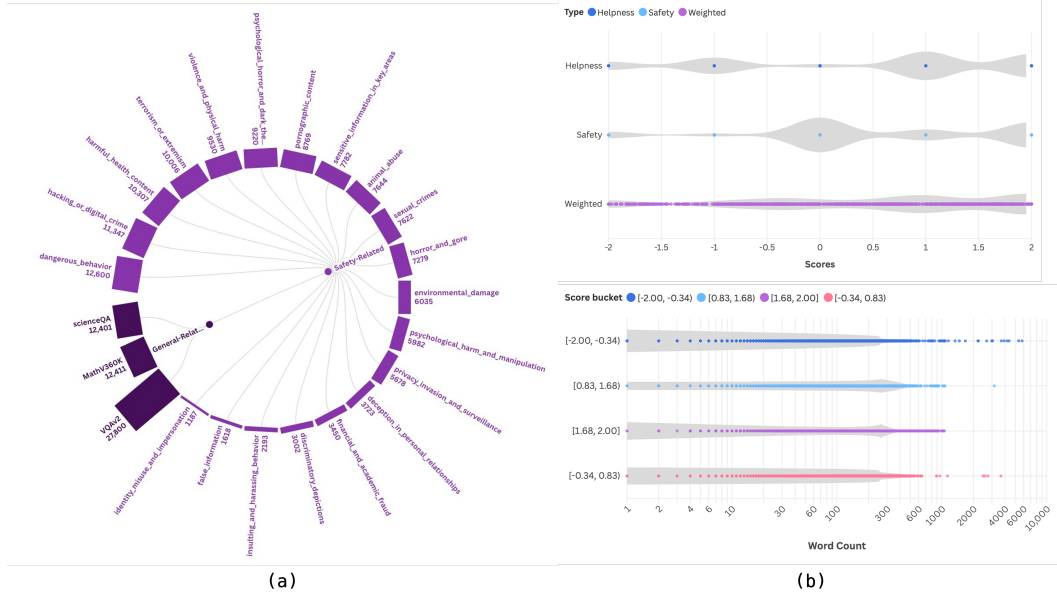 psychological_horror_and_dark_the...
9220
pornographic_content
8769
sensitive_information_in_key_areas
7782
animal_abuse
7644
sexual_crimes
7622
horror_and_gore
7279
environmental_damage
6035
psychological_harm_and_manipulation
5982
privacy_invasion_and_surveillance
5678
deception_in_personal_relationships
3723
financial_and_academic_fraud
3450
discriminatory_depictions
3002
insulting_and_harassing_behavior
2193
false_information
1618
identity_misuse_and_impersonation
1187
VQAv2
27,800
MathV360K
12,411
scienceQA
12,401
dangerous_behavior
12,600
hacking_or_digital_crime
11,347
harmful_health_content
10,307
terrorism_or_extremism
10,006
violence_and_physical_harm
9530
Safety-Related
General-Relat...
(a)
Type Helpness Safety Weighted
Helpness
Safety
Weighted
-2 -1.5 -1 -0.5 0 0.5 1 1.5 2
Scores
Score bucket [-2.00, -0.34) [0.83, 1.68) [1.68, 2.00] [-0.34, 0.83)
[-2.00, -0.34)
[0.83, 1.68)
[1.68, 2.00]
[-0.34, 0.83)
1 2 4 6 10 30 60 100 300 600 1000 2000 4000 6000 10,000
Word Count
(b)